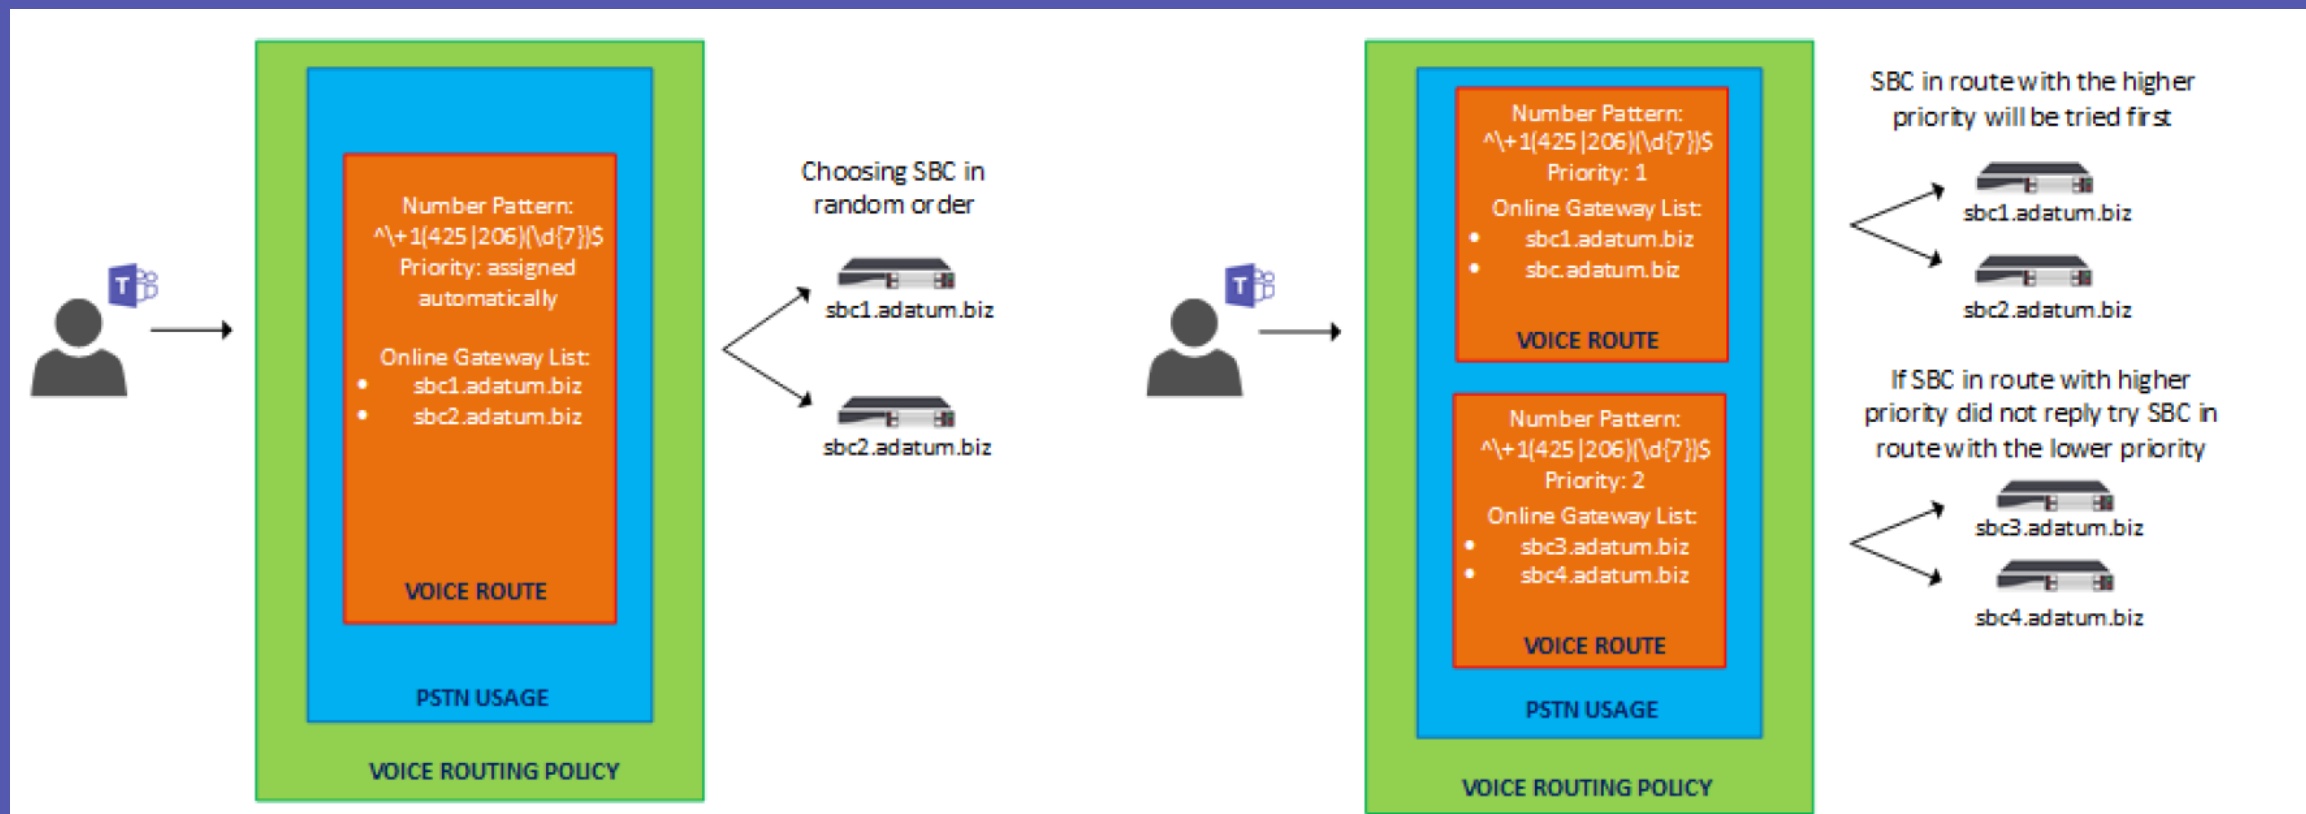 T
Number Pattern:
^\+1(425|206)(\d{7})$
Priority: assigned
automatically
Online Gateway List:
• sbc1.adatum.biz
• sbc2.adatum.biz
VOICE ROUTE
PSTN USAGE
VOICE ROUTING POLICY
Choosing SBC in
random order
sbc1.adatum.biz
sbc2.adatum.biz
T
Number Pattern:
^\+1(425|206)(\d{7})$
Priority: 1
Online Gateway List:
• sbc1.adatum.biz
• sbc.adatum.biz
VOICE ROUTE
Number Pattern:
^\+1(425|206)(\d{7})$
Priority: 2
Online Gateway List:
• sbc3.adatum.biz
• sbc4.adatum.biz
VOICE ROUTE
PSTN USAGE
VOICE ROUTING POLICY
SBC in route with the higher
priority will be tried first
sbc1.adatum.biz
sbc2.adatum.biz
If SBC in route with higher
priority did not reply try SBC in
route with the lower priority
sbc3.adatum.biz
sbc4.adatum.biz